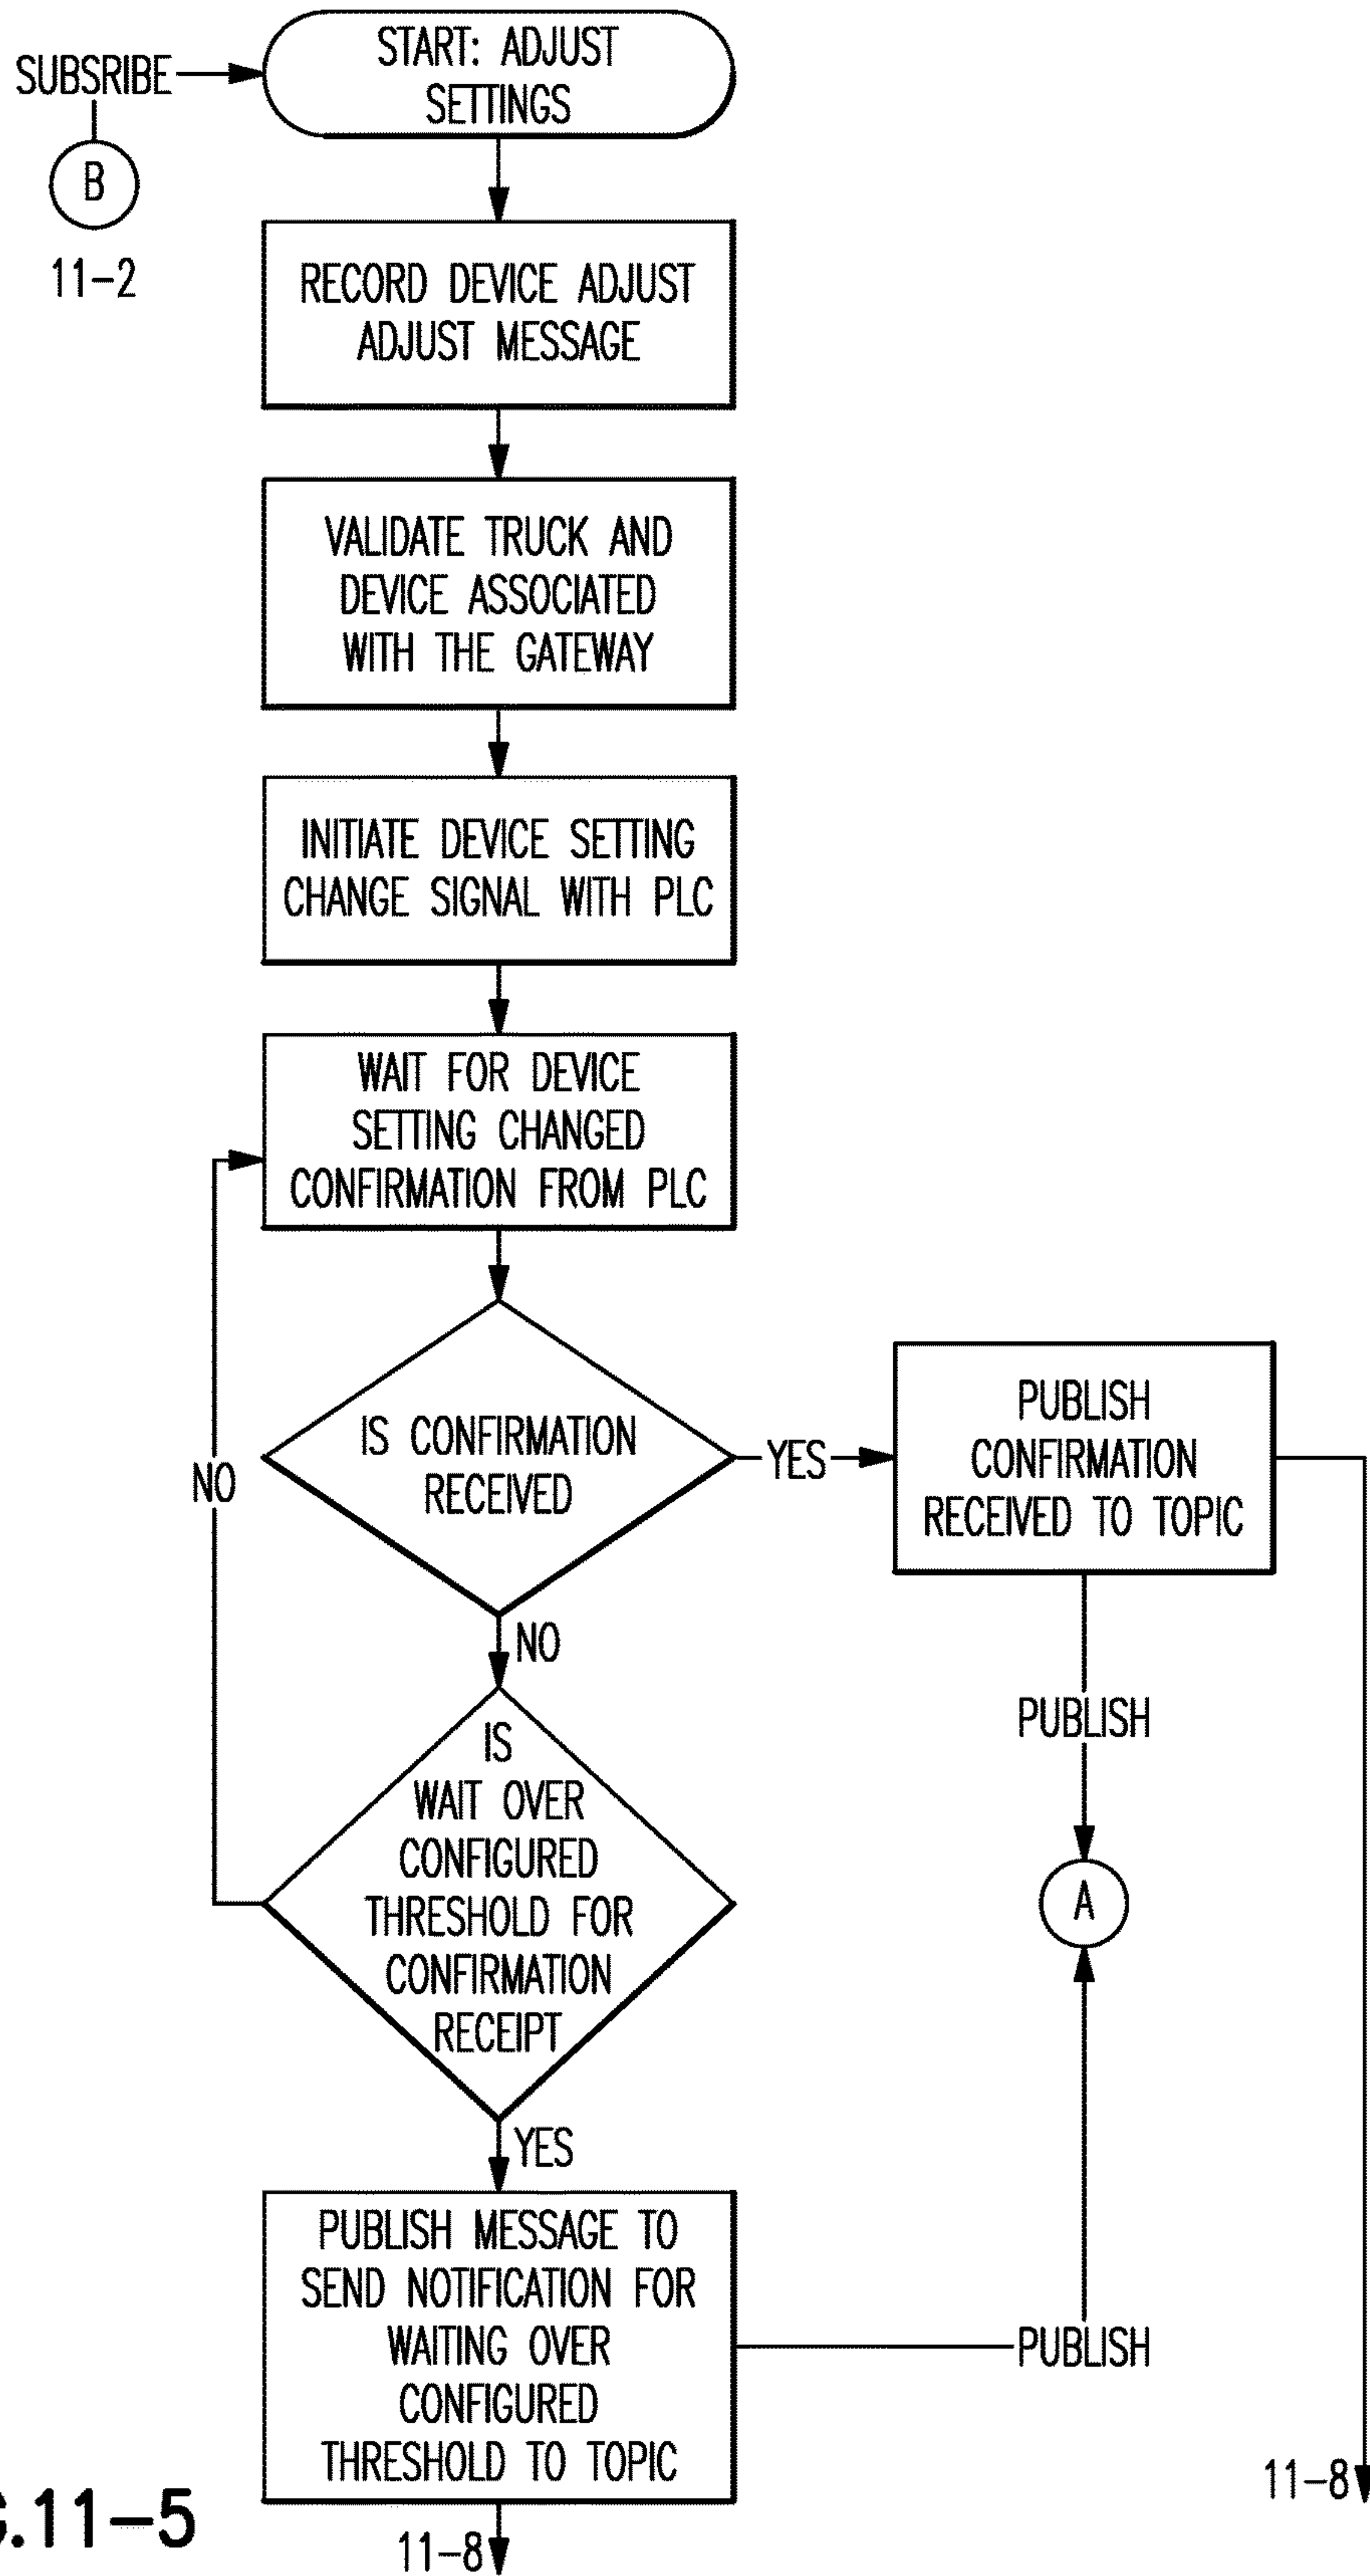 START: ADJUST
SETTINGS
SUBSRIBE
B
11-2
RECORD DEVICE ADJUST
ADJUST MESSAGE
VALIDATE TRUCK AND
DEVICE ASSOCIATED
WITH THE GATEWAY
INITIATE DEVICE SETTING
CHANGE SIGNAL WITH PLC
WAIT FOR DEVICE
SETTING CHANGED
CONFIRMATION FROM PLC
IS CONFIRMATION
RECEIVED
YES
PUBLISH
CONFIRMATION
RECEIVED TO TOPIC
NO
NO
PUBLISH
IS
WAIT OVER
CONFIGURED
THRESHOLD FOR
CONFIRMATION
RECEIPT
A
YES
PUBLISH MESSAGE TO
SEND NOTIFICATION FOR
WAITING OVER
CONFIGURED
THRESHOLD TO TOPIC
PUBLISH
11-8
G.11-5
11-8